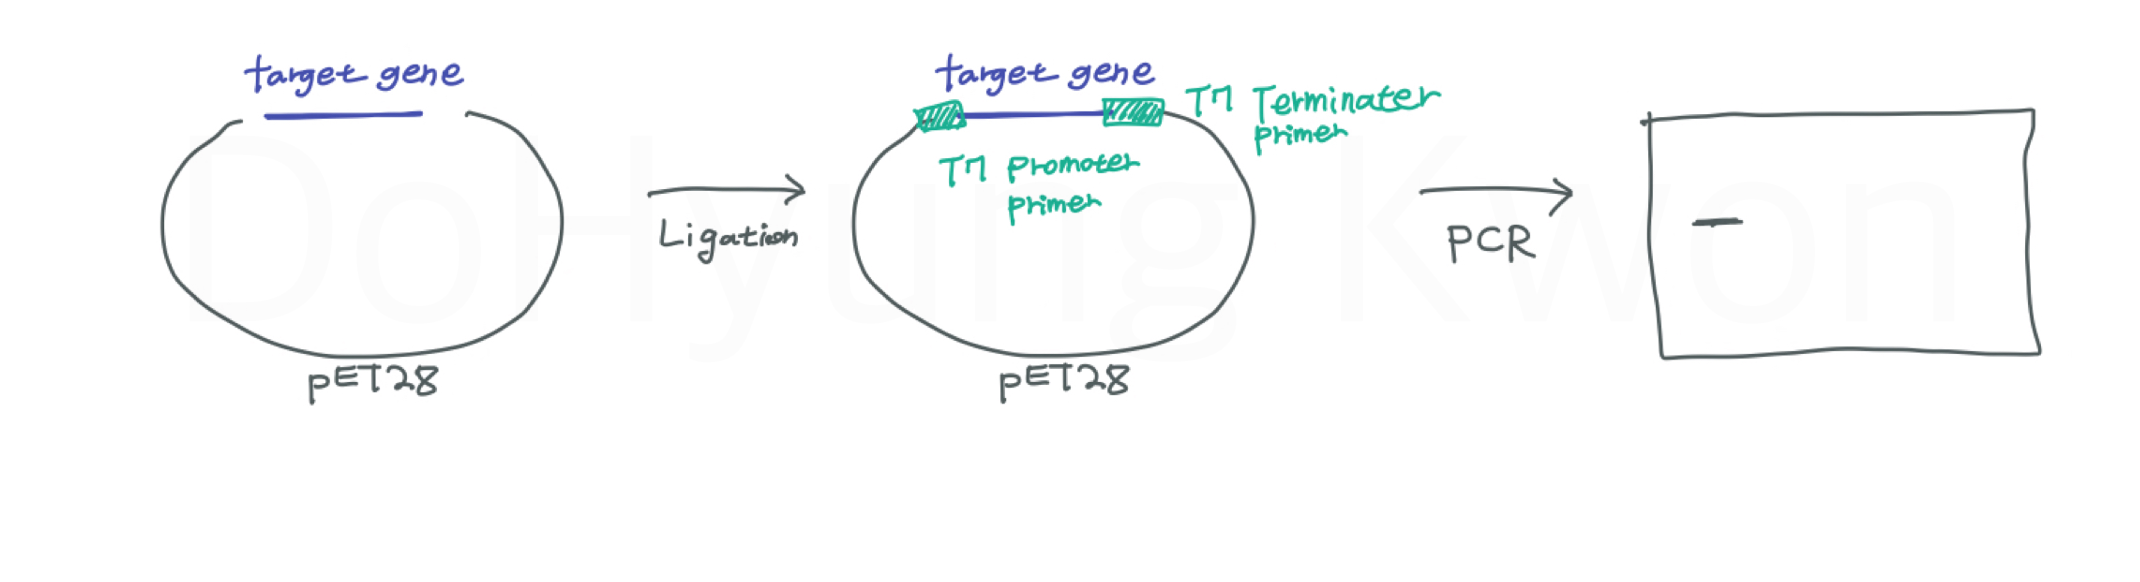 target gene
pET28
Ligation
target gene
T7 Terminater
primer
T7 promoter
primer
pET28
PCR
DoHyung Kwon